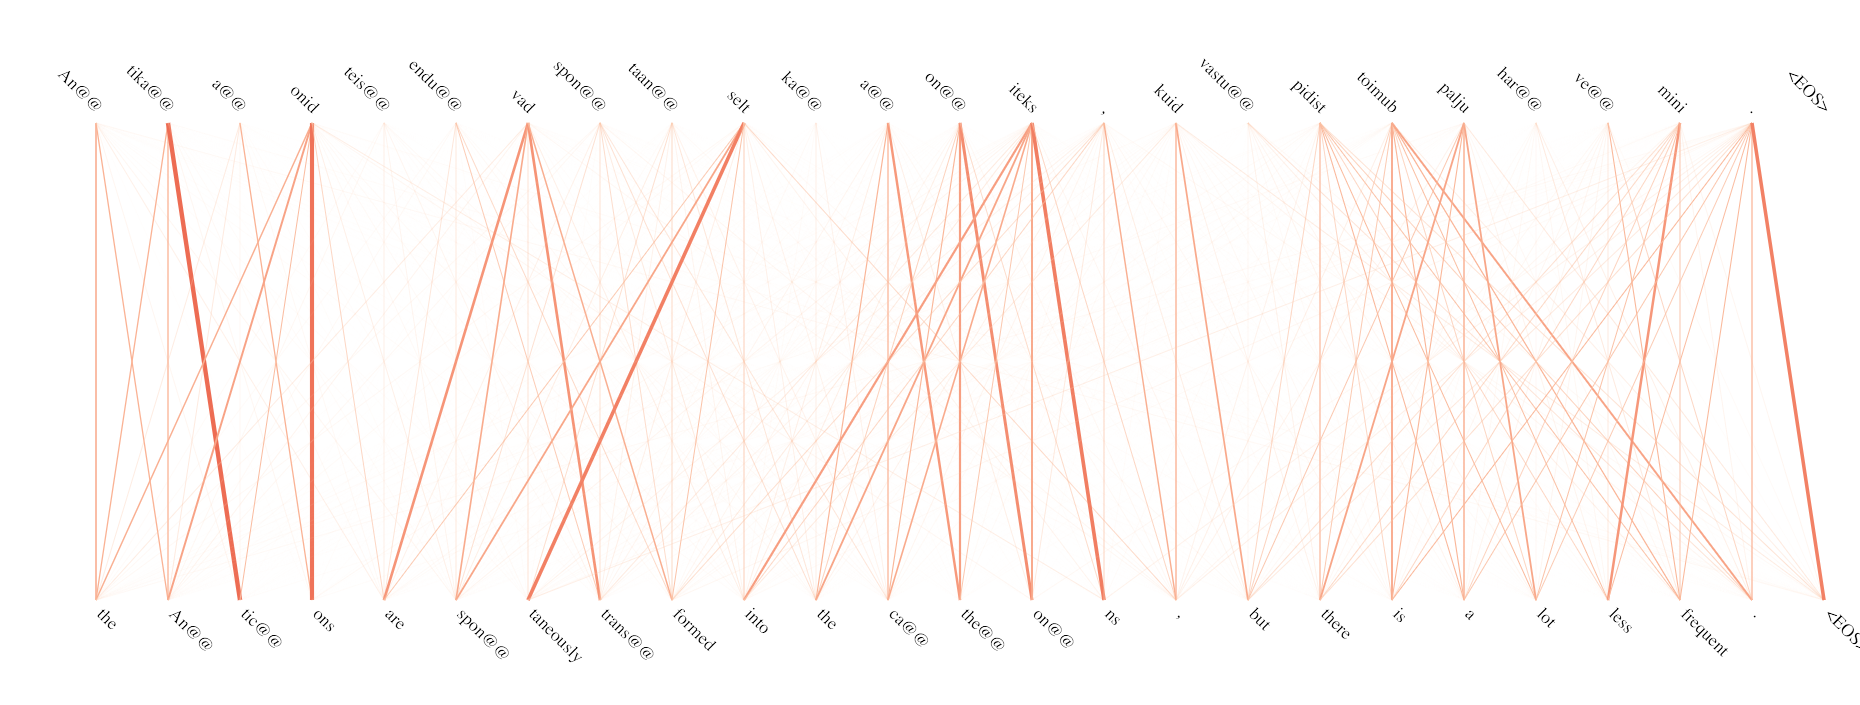 An@@ tika@@ a@@ onid teis@@ endu@@ vad spon@@ taan@@ selt ka@@ a@@ on@@ iteks , kuid vastu@@ pidist toimub palju har@@ ve@@ mini . <EOS>
the An@@ tic@@ ons are spon@@ taneously trans@@ formed into the ca@@ the@@ on@@ ns , but there is a lot less frequent . <EOS